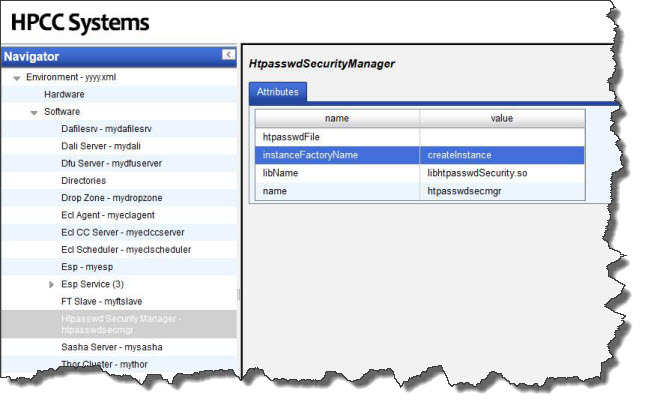 HPCC Systems
Navigator
Environment - yyyy.xml
Hardware
Software
Dafilesrv - mydafilesrv
Dali Server - mydali
Dfu Server - mydfuserver
Directories
Drop Zone - mydropzone
Ecl Agent - myeclagent
Ecl CC Server - myeclccserver
Ecl Scheduler - myeclscheduler
Esp - myesp
Esp Service (3)
FT Slave - myftslave
Htpasswd Security Manager -
htpasswdsecmgr
Sasha Server - mysasha
Thor Cluster - mythor
HtpasswdSecurityManager
Attributes
name value
htpasswdFile
instanceFactoryName createInstance
libName libhtpasswdSecurity.so
name htpasswdsecmgr